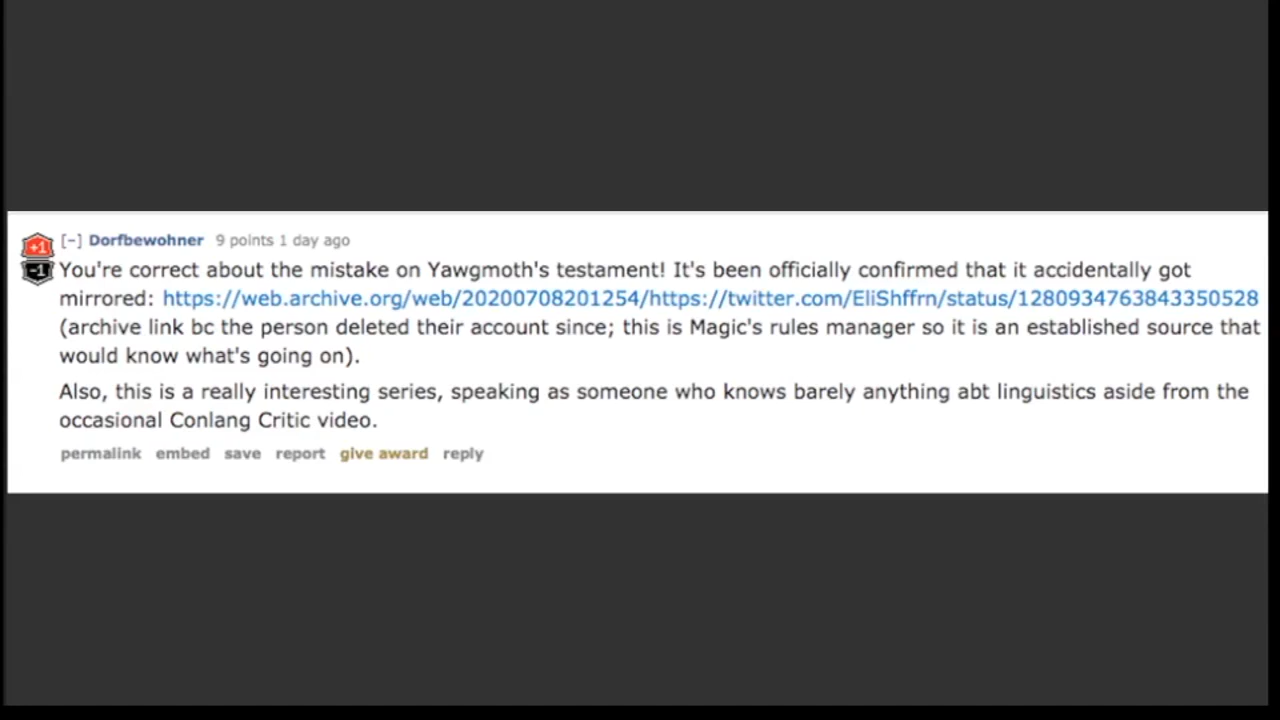 +1
[-] Dorfbewohner 9 points 1 day ago
-1
You're correct about the mistake on Yawgmoth's testament! It's been officially confirmed that it accidentally got
mirrored: https://web.archive.org/web/20200708201254/https://twitter.com/EliShffrn/status/1280934763843350528
(archive link bc the person deleted their account since; this is Magic's rules manager so it is an established source that
would know what's going on).
Also, this is a really interesting series, speaking as someone who knows barely anything abt linguistics aside from the
occasional Conlang Critic video.
permalink embed save report give award reply